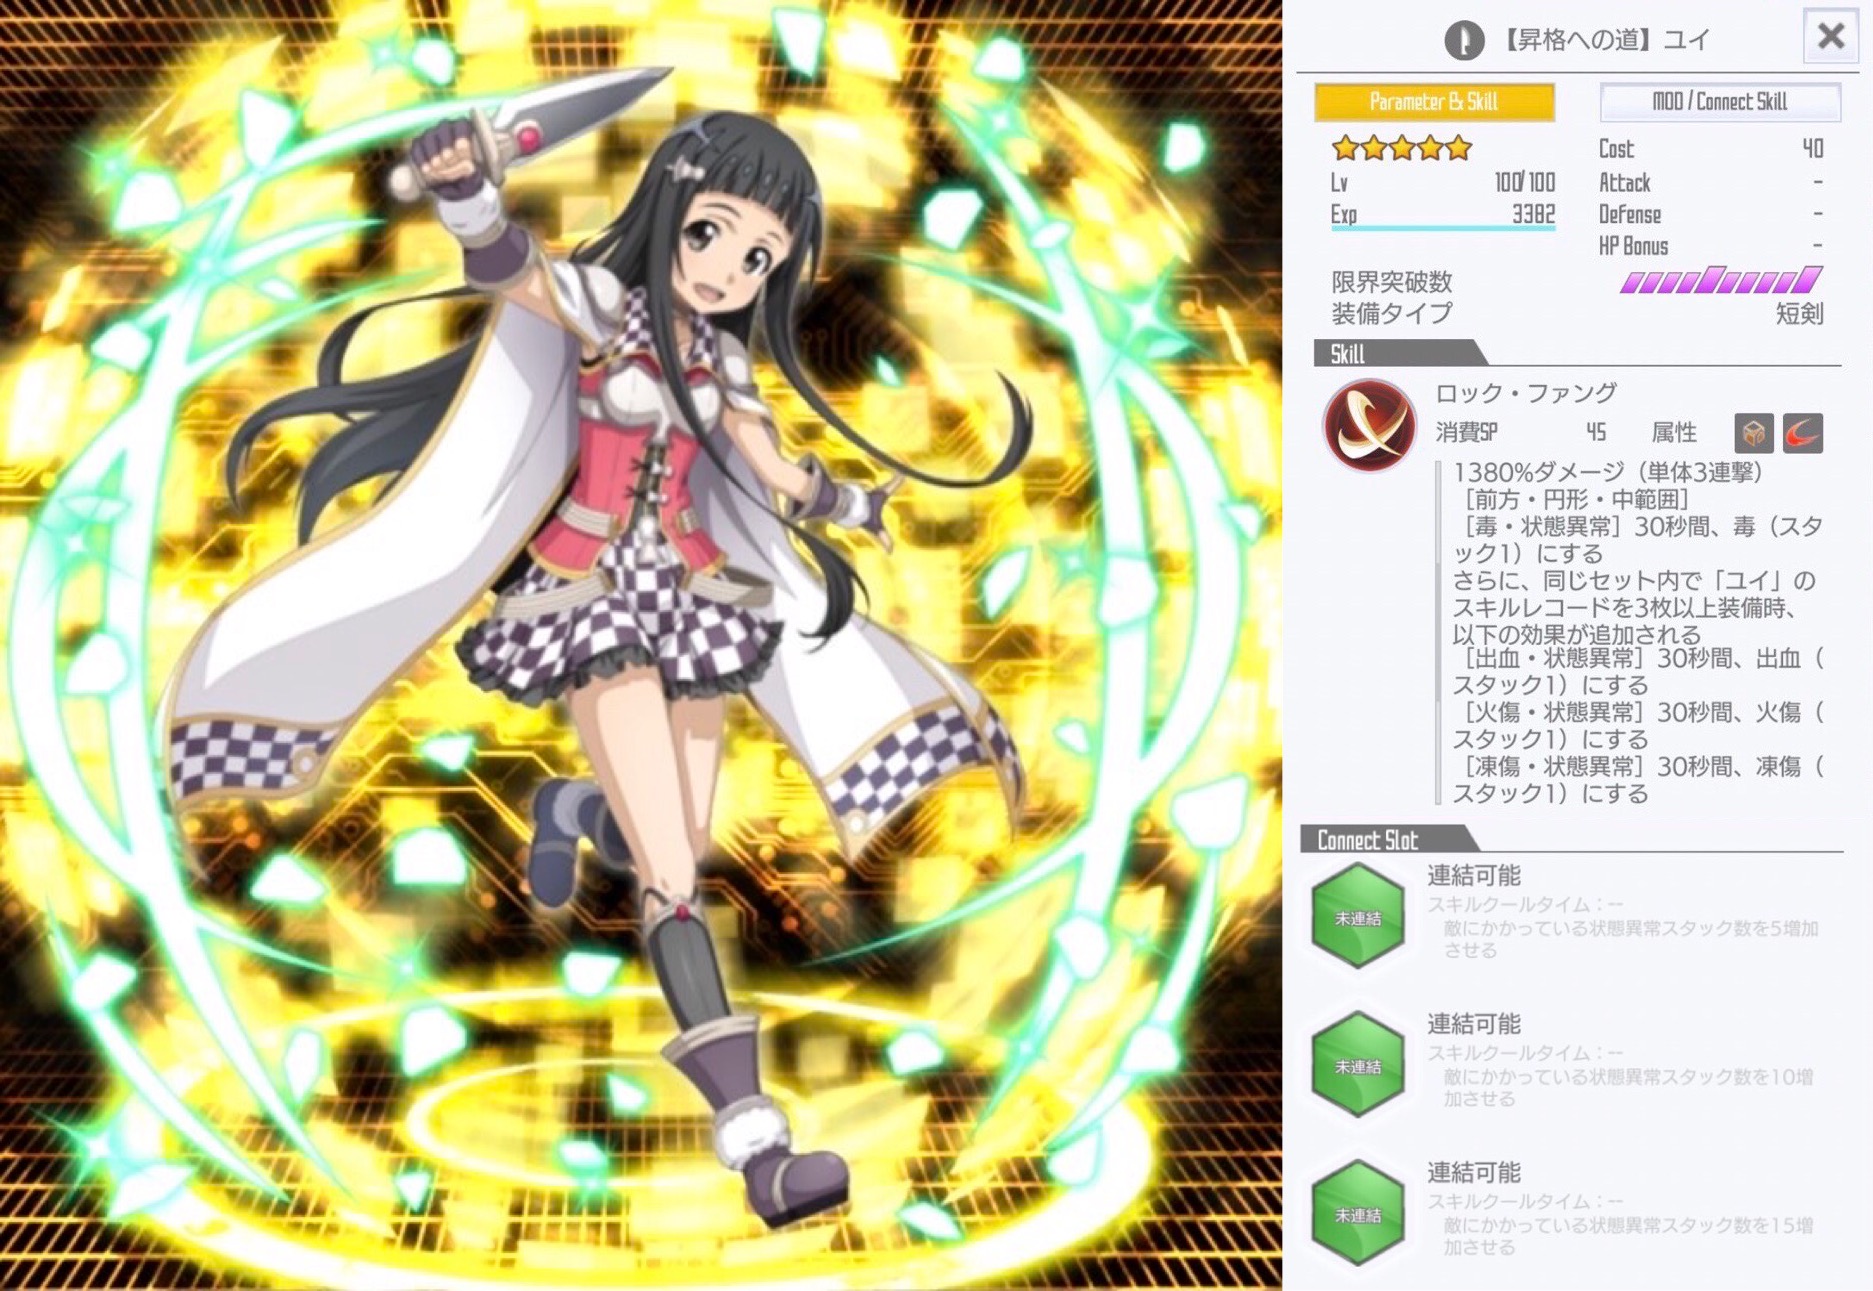 【昇格への道】ユイ
Parameter & Skill
MOD / Connect Skill
Lv 100/100
Exp 3382
Cost 40
Attack -
Defense -
HP Bonus -
限界突破数
装備タイプ 短剣
Skill
ロック・ファング
消費SP 45 属性
1380%ダメージ（単体3連撃）
［前方・円形・中範囲］
［毒・状態異常］30秒間、毒（スタ
ック1）にする
さらに、同じセット内で「ユイ」の
スキルレコードを3枚以上装備時、
以下の効果が追加される
［出血・状態異常］30秒間、出血（
スタック1）にする
［火傷・状態異常］30秒間、火傷（
スタック1）にする
［凍傷・状態異常］30秒間、凍傷（
スタック1）にする
Connect Slot
連結可能
未連結
スキルクールタイム：--
敵にかかっている状態異常スタック数を5増加
させる
連結可能
未連結
スキルクールタイム：--
敵にかかっている状態異常スタック数を10増
加させる
連結可能
未連結
スキルクールタイム：--
敵にかかっている状態異常スタック数を15増
加させる